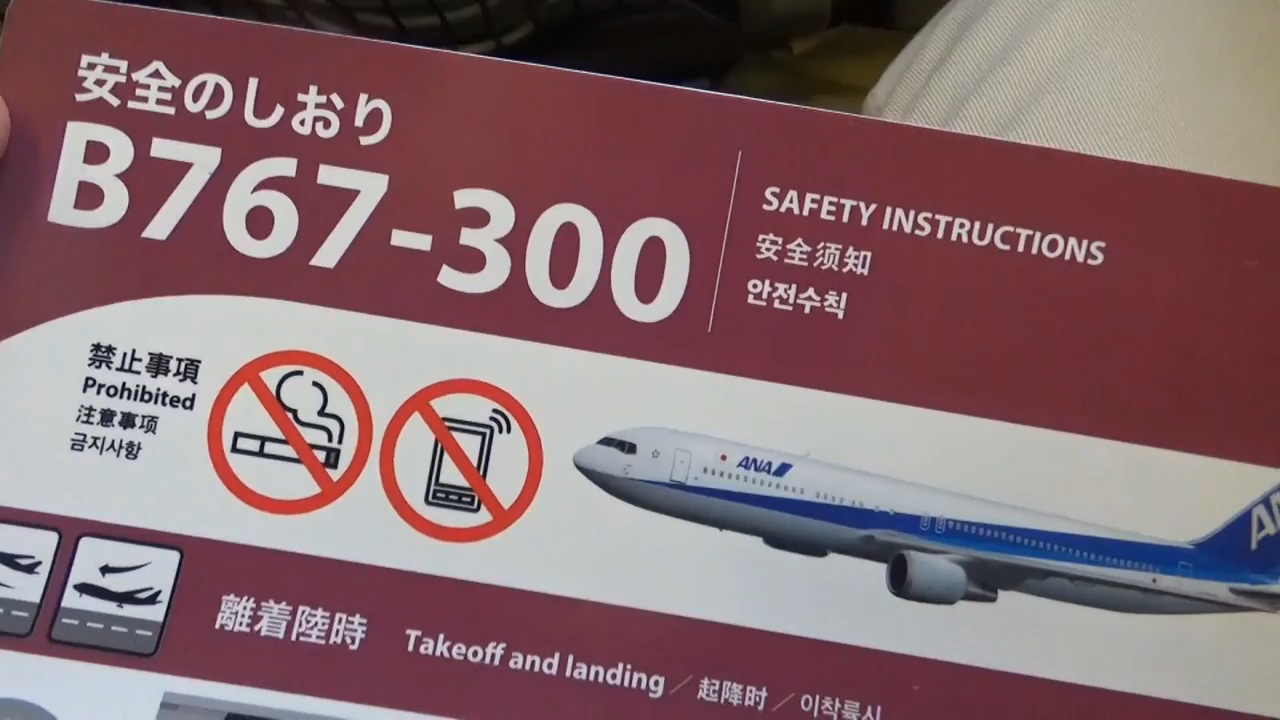 安全のしおり
B767-300
SAFETY INSTRUCTIONS
安全须知
안전수칙
禁止事項
Prohibited
注意事项
금지사항
ANA
離着陸時
Takeoff and landing / 起降时 / 이착륙시